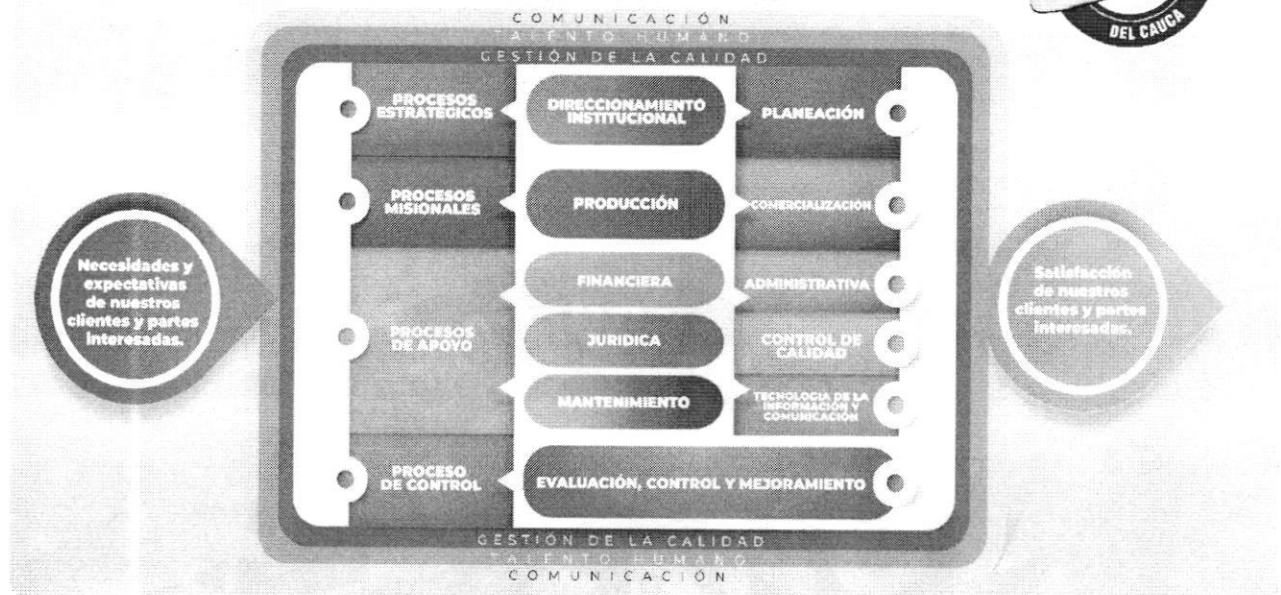 COMUNICACIÓN
TALENTO HUMANO
GESTIÓN DE LA CALIDAD
DEL CAUCA
PROCESOS
ESTRATÉGICOS
DIRECCIONAMIENTO
INSTITUCIONAL
PLANEACIÓN
PROCESOS
MISIONALES
PRODUCCIÓN
COMERCIALIZACIÓN
Necesidades y
expectativas
de nuestros
clientes y partes
interesadas.
PROCESOS
DE APOYO
FINANCIERA
ADMINISTRATIVA
JURIDICA
CONTROL DE
CALIDAD
MANTENIMIENTO
TECNOLOGIA DE LA
INFORMACIÓN Y
COMUNICACIÓN
Satisfacción
de nuestros
clientes y partes
interesadas.
PROCESO
DE CONTROL
EVALUACIÓN, CONTROL Y MEJORAMIENTO
GESTIÓN DE LA CALIDAD
TALENTO HUMANO
COMUNICACIÓN